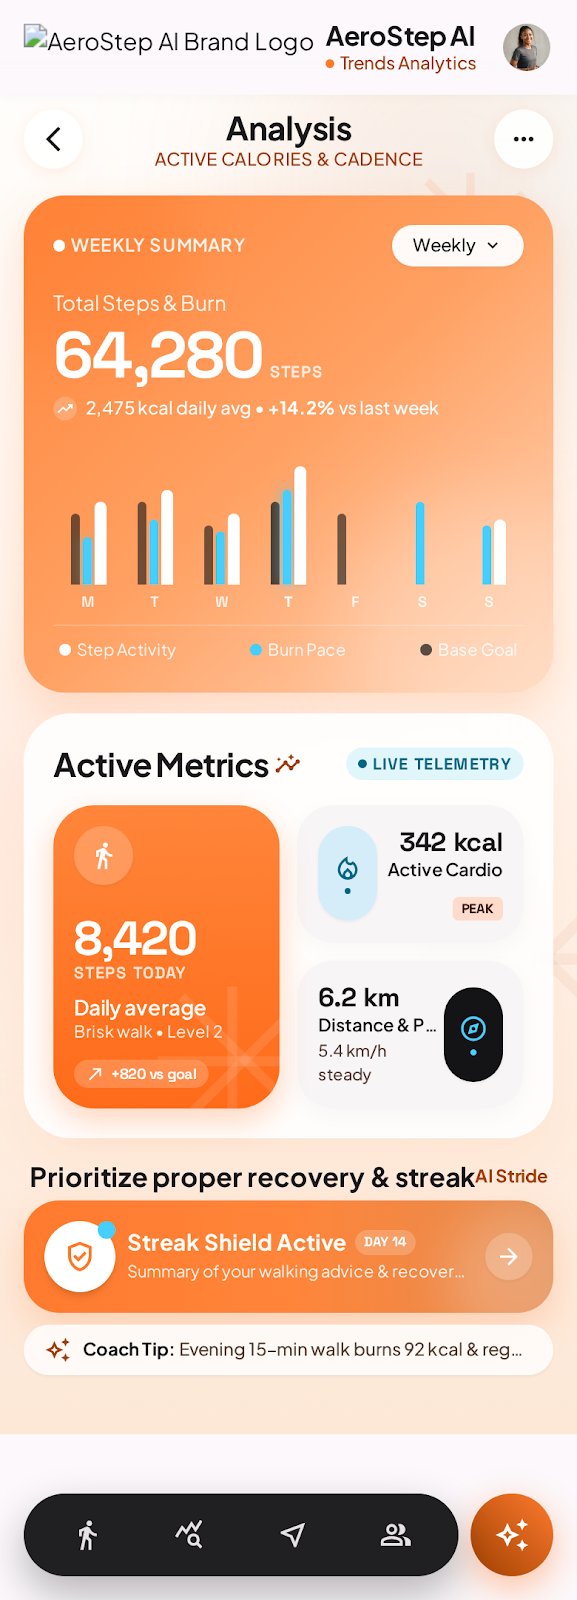 AeroStep AI Brand Logo
AeroStep AI
Trends Analytics
Analysis
ACTIVE CALORIES & CADENCE
WEEKLY SUMMARY
Weekly
Total Steps & Burn
64,280 STEPS
2,475 kcal daily avg • +14.2% vs last week
M T W T F S S
Step Activity
Burn Pace
Base Goal
Active Metrics
LIVE TELEMETRY
8,420
STEPS TODAY
Daily average
Brisk walk • Level 2
+820 vs goal
342 kcal
Active Cardio
PEAK
6.2 km
Distance & P...
5.4 km/h
steady
Prioritize proper recovery & streak
AI Stride
Streak Shield Active
DAY 14
Summary of your walking advice & recover...
Coach Tip: Evening 15–min walk burns 92 kcal & reg...